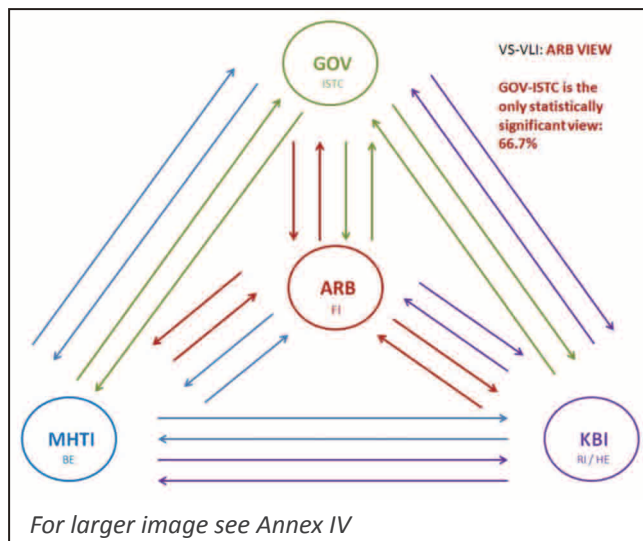 GOV
ISTC
VS-VLI: ARB VIEW
GOV-ISTC is the
only statistically
significant view:
66.7%
ARB
FI
MHTI
BE
KBI
RI / HE
For larger image see Annex IV